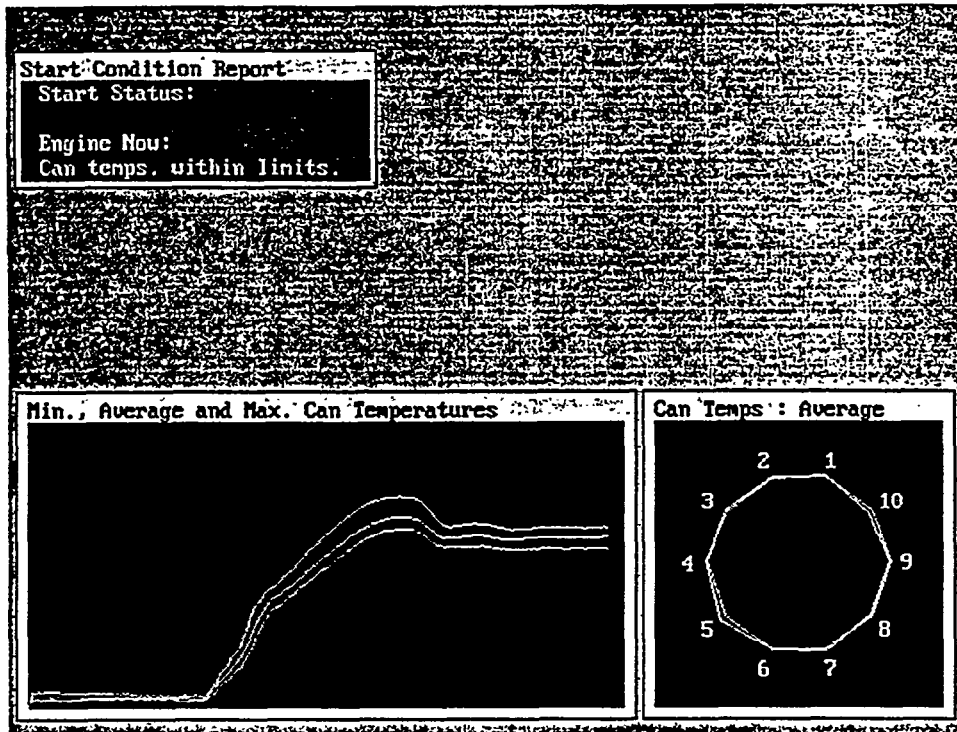 Start Condition Report
Start Status:
Engine Now:
Can temps. within limits.
Min., Average and Max. Can Temperatures
Can Temps : Average
2 1
3 10
4 9
5 8
6 7